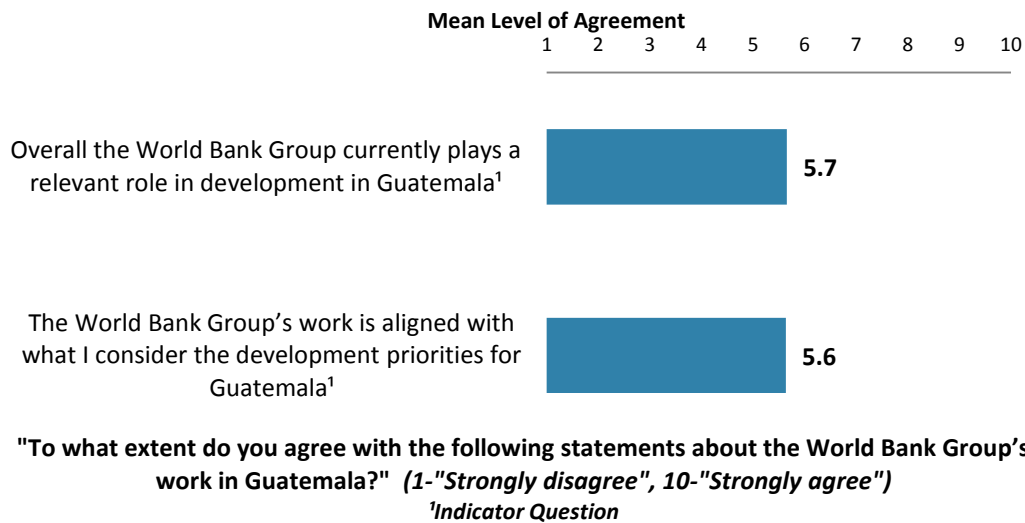 Mean Level of Agreement
1 2 3 4 5 6 7 8 9 10
Overall the World Bank Group currently plays a
relevant role in development in Guatemala¹
5.7
The World Bank Group’s work is aligned with
what I consider the development priorities for
Guatemala¹
5.6
"To what extent do you agree with the following statements about the World Bank Group’s
work in Guatemala?" (1-"Strongly disagree", 10-"Strongly agree")
¹Indicator Question